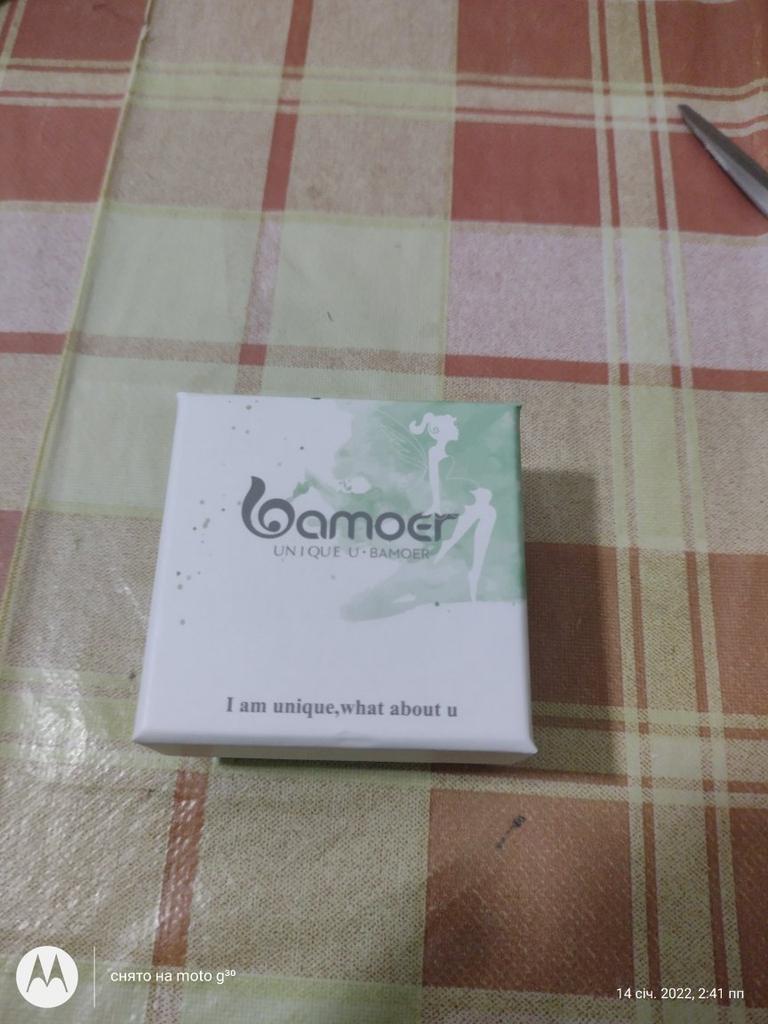 bamoer
UNIQUE U·BAMOER
I am unique,what about u
снято на moto g³⁰
14 січ. 2022, 2:41 пп